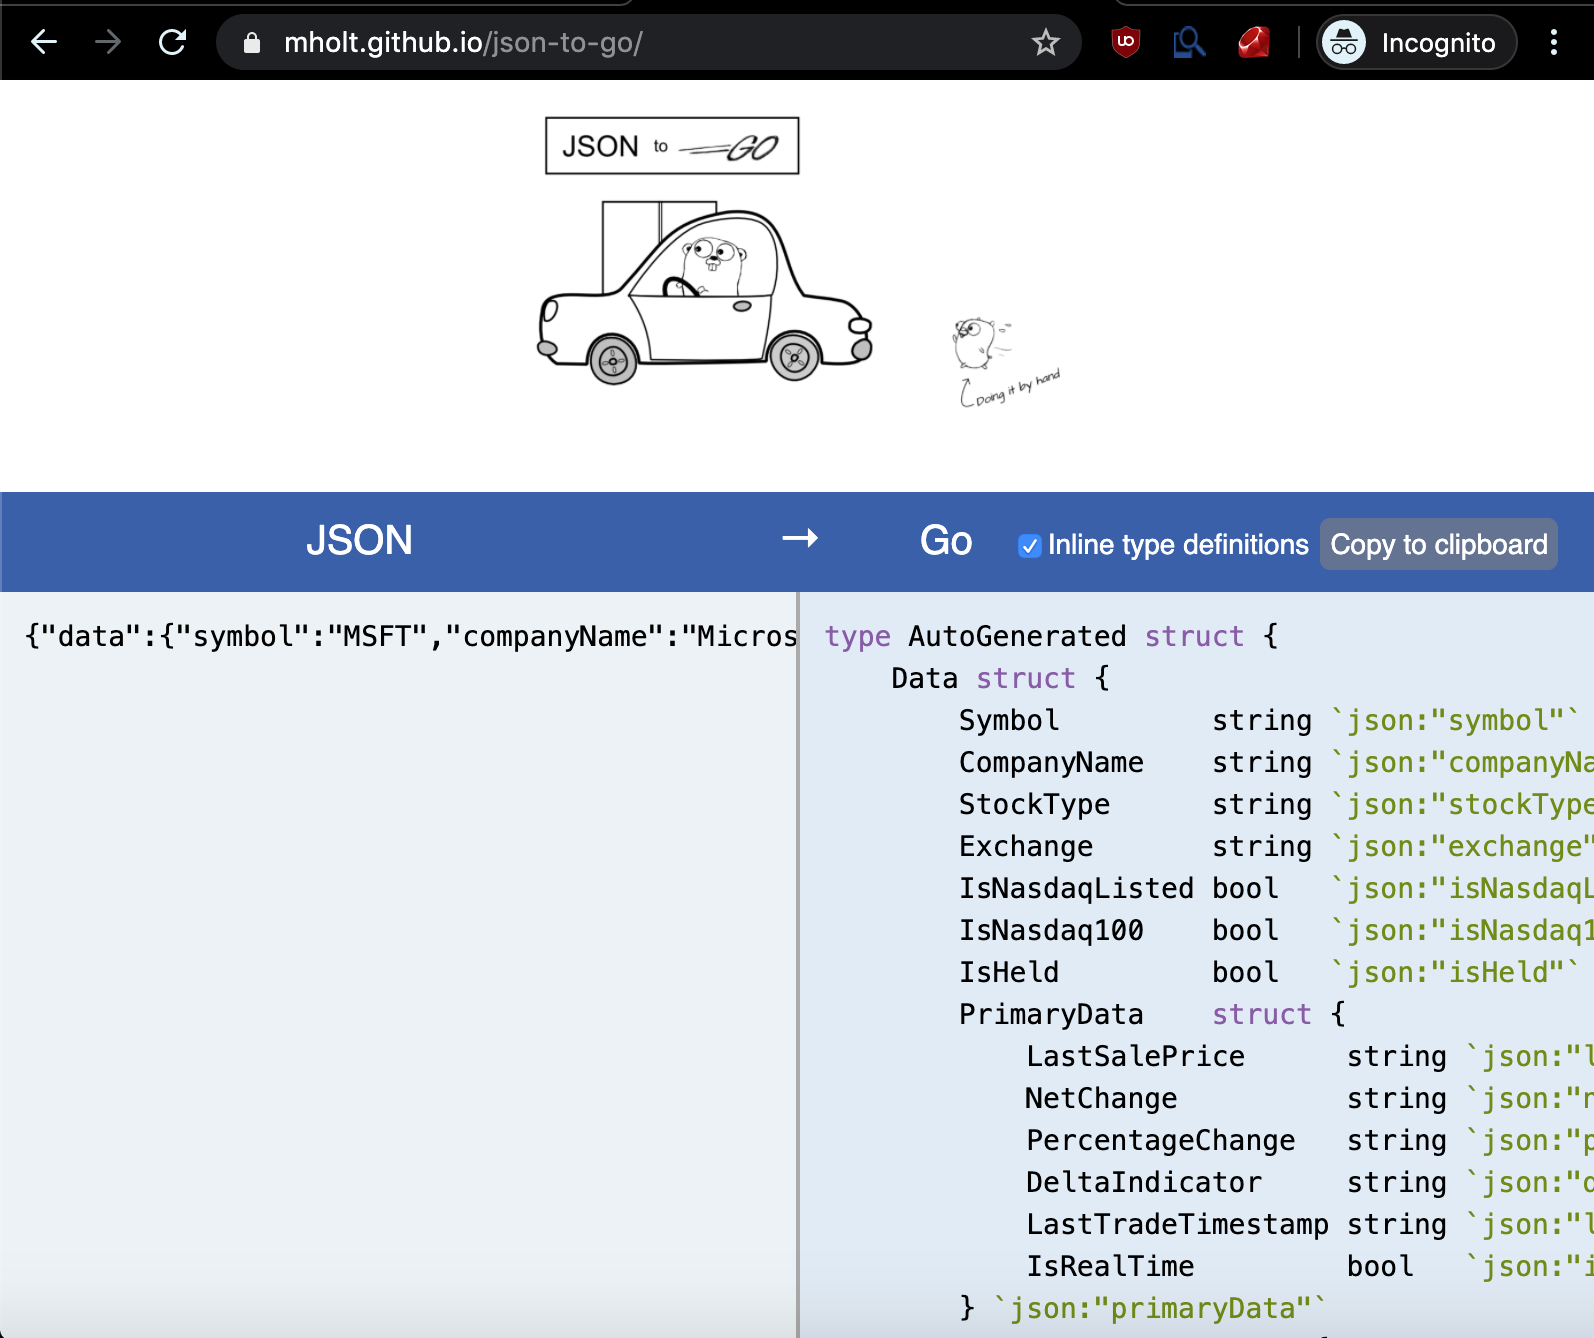 mholt.github.io/json-to-go/
Incognito
JSON to GO
Doing it by hand
JSON → Go Inline type definitions Copy to clipboard
{"data":{"symbol":"MSFT","companyName":"Micros
type AutoGenerated struct {
Data struct {
Symbol string `json:"symbol"`
CompanyName string `json:"companyNa
StockType string `json:"stockType
Exchange string `json:"exchange"
IsNasdaqListed bool `json:"isNasdaqL
IsNasdaq100 bool `json:"isNasdaq1
IsHeld bool `json:"isHeld"`
PrimaryData struct {
LastSalePrice string `json:"l
NetChange string `json:"n
PercentageChange string `json:"p
DeltaIndicator string `json:"d
LastTradeTimestamp string `json:"l
IsRealTime bool `json:"i
} `json:"primaryData"`